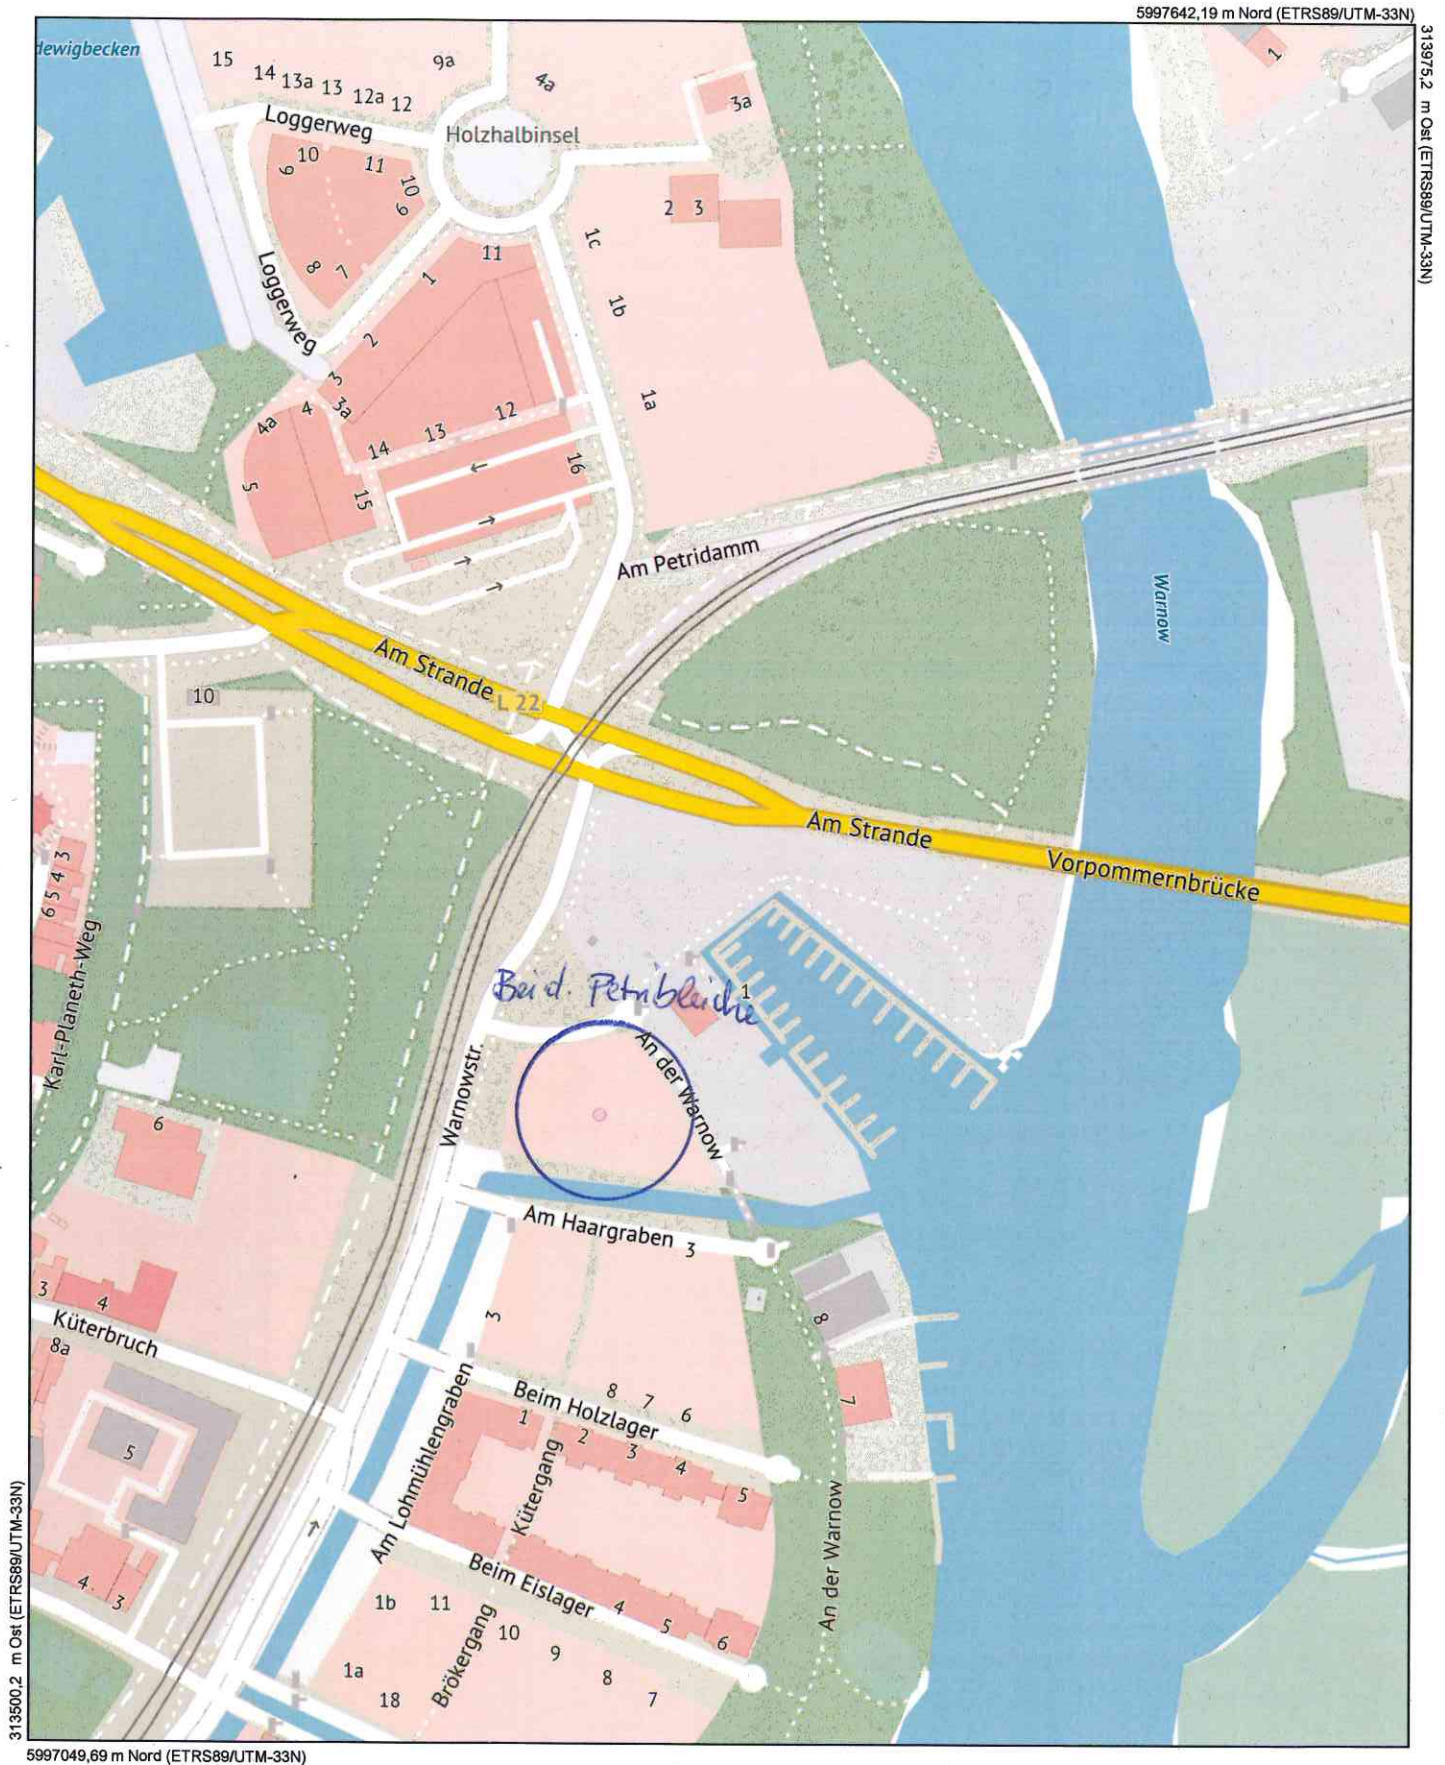 5997642,19 m Nord (ETRS89/UTM-33N)
313975,2 m Ost (ETRS89/UTM-33N)
dewigbecken
15
14
13a
13
12a
12
9a
4a
3a
1
Loggerweg
Holzhalbinsel
9
10
11
10
6
8
7
2
3
1c
1b
1a
11
1
2
3
3a
4
4a
5
12
13
14
15
16
Loggerweg
Am Petridamm
Am Strande
L 22
Warnow
10
Am Strande
Vorpommernbrücke
3
4
5
6
Karl-Planeth-Weg
Bei d. Petribleiche
1
An der Warnow
Warnowstr.
6
Am Haargraben
3
3
4
Küterbruch
8a
5
3
8
7
Am Lohmühlengraben
Beim Holzlager
8
7
6
1
2
3
4
5
Kütergang
An der Warnow
Beim Eislager
4
5
6
4
3
1b
11
10
9
8
7
1a
18
Brökergang
313500,2 m Ost (ETRS89/UTM-33N)
5997049,69 m Nord (ETRS89/UTM-33N)